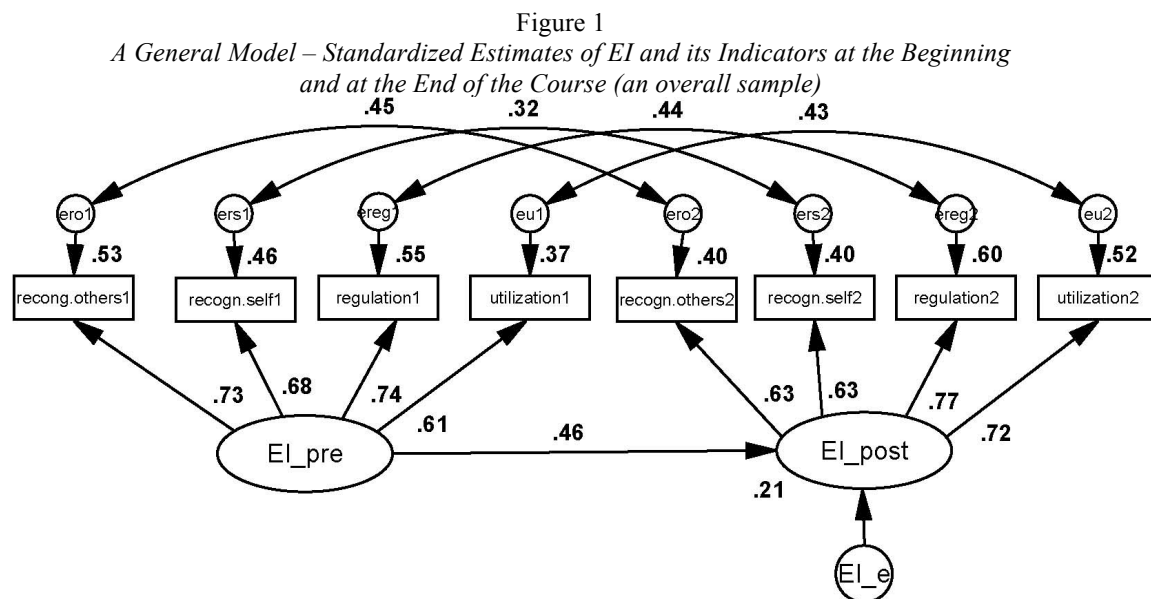 Figure 1
A General Model – Standardized Estimates of EI and its Indicators at the Beginning
and at the End of the Course (an overall sample)
.45 .32 .44 .43
ero1 ers1 ereg1 eu1 ero2 ers2 ereg2 eu2
.53 .46 .55 .37 .40 .40 .60 .52
recong.others1 recogn.self1 regulation1 utilization1 recogn.others2 recogn.self2 regulation2 utilization2
.73 .68 .74 .61 .63 .63 .77 .72
EI_pre .46 EI_post
.21
EI_e